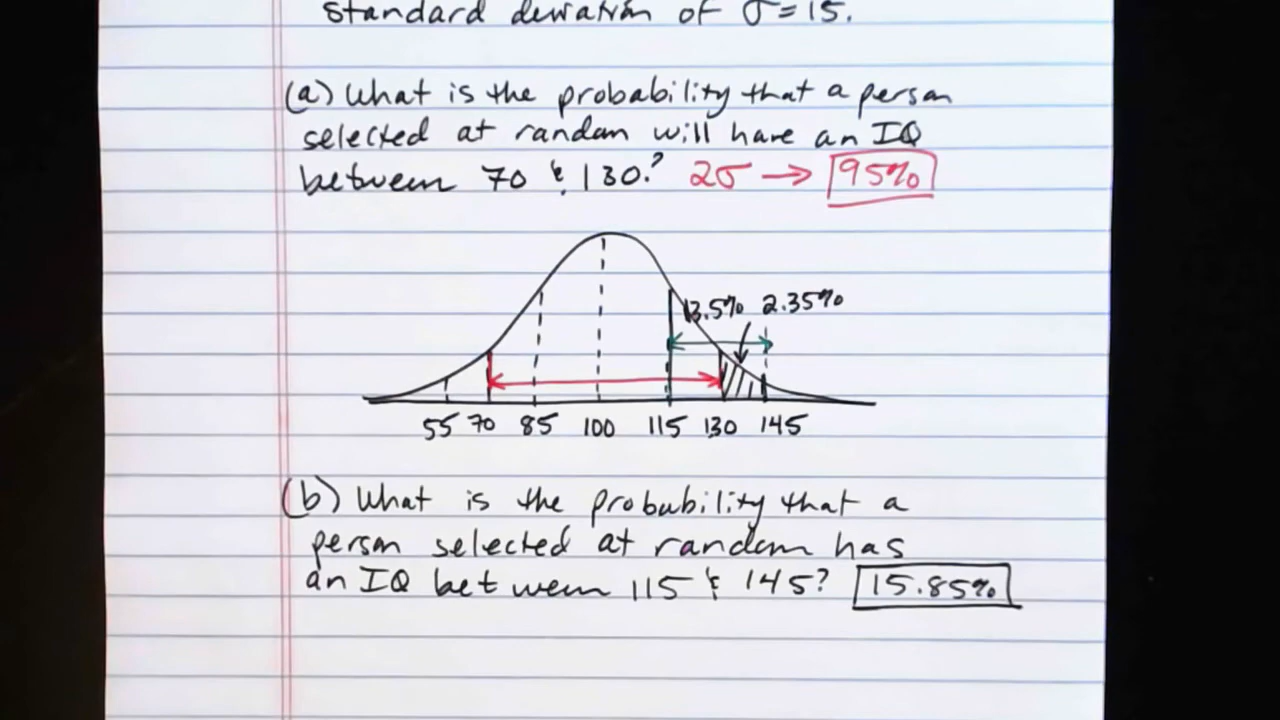 standard deviation of σ=15.
(a) What is the probability that a person
selected at random will have an IQ
between 70 & 130? 2σ → 95%
13.5% 2.35%
55 70 85 100 115 130 145
(b) What is the probability that a
person selected at random has
an IQ between 115 & 145? 15.85%